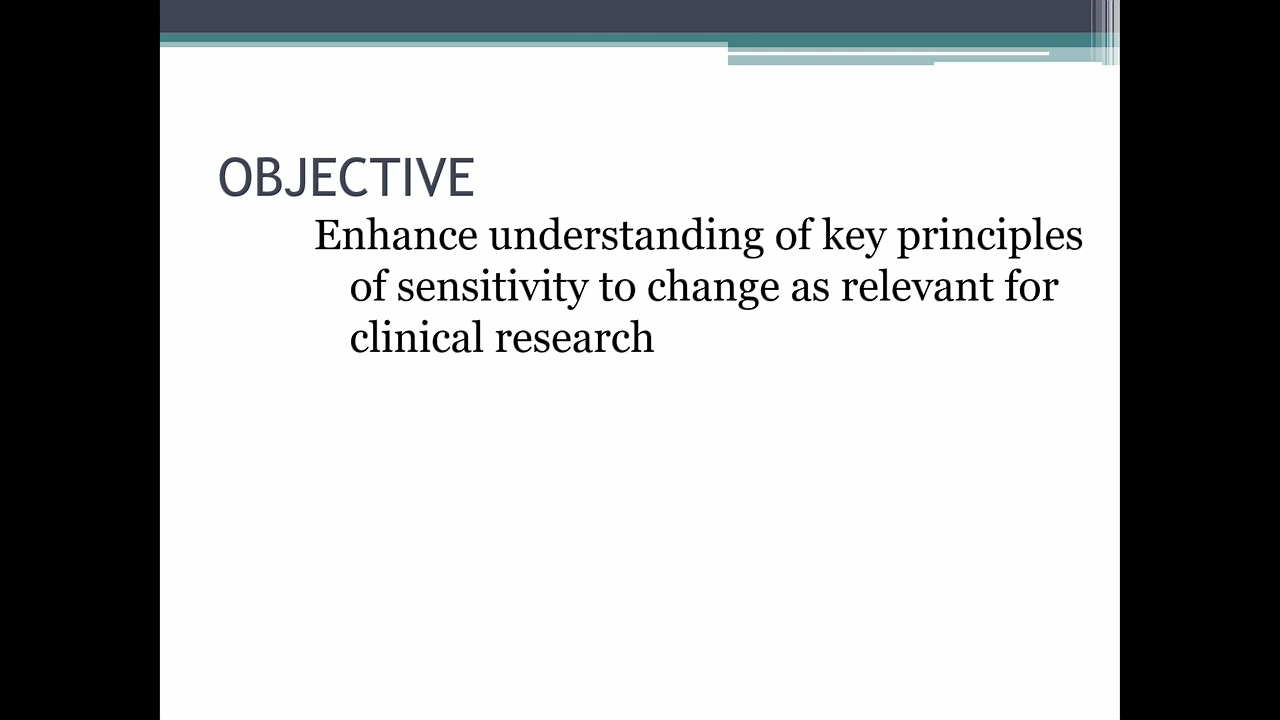 OBJECTIVE
Enhance understanding of key principles
of sensitivity to change as relevant for
clinical research